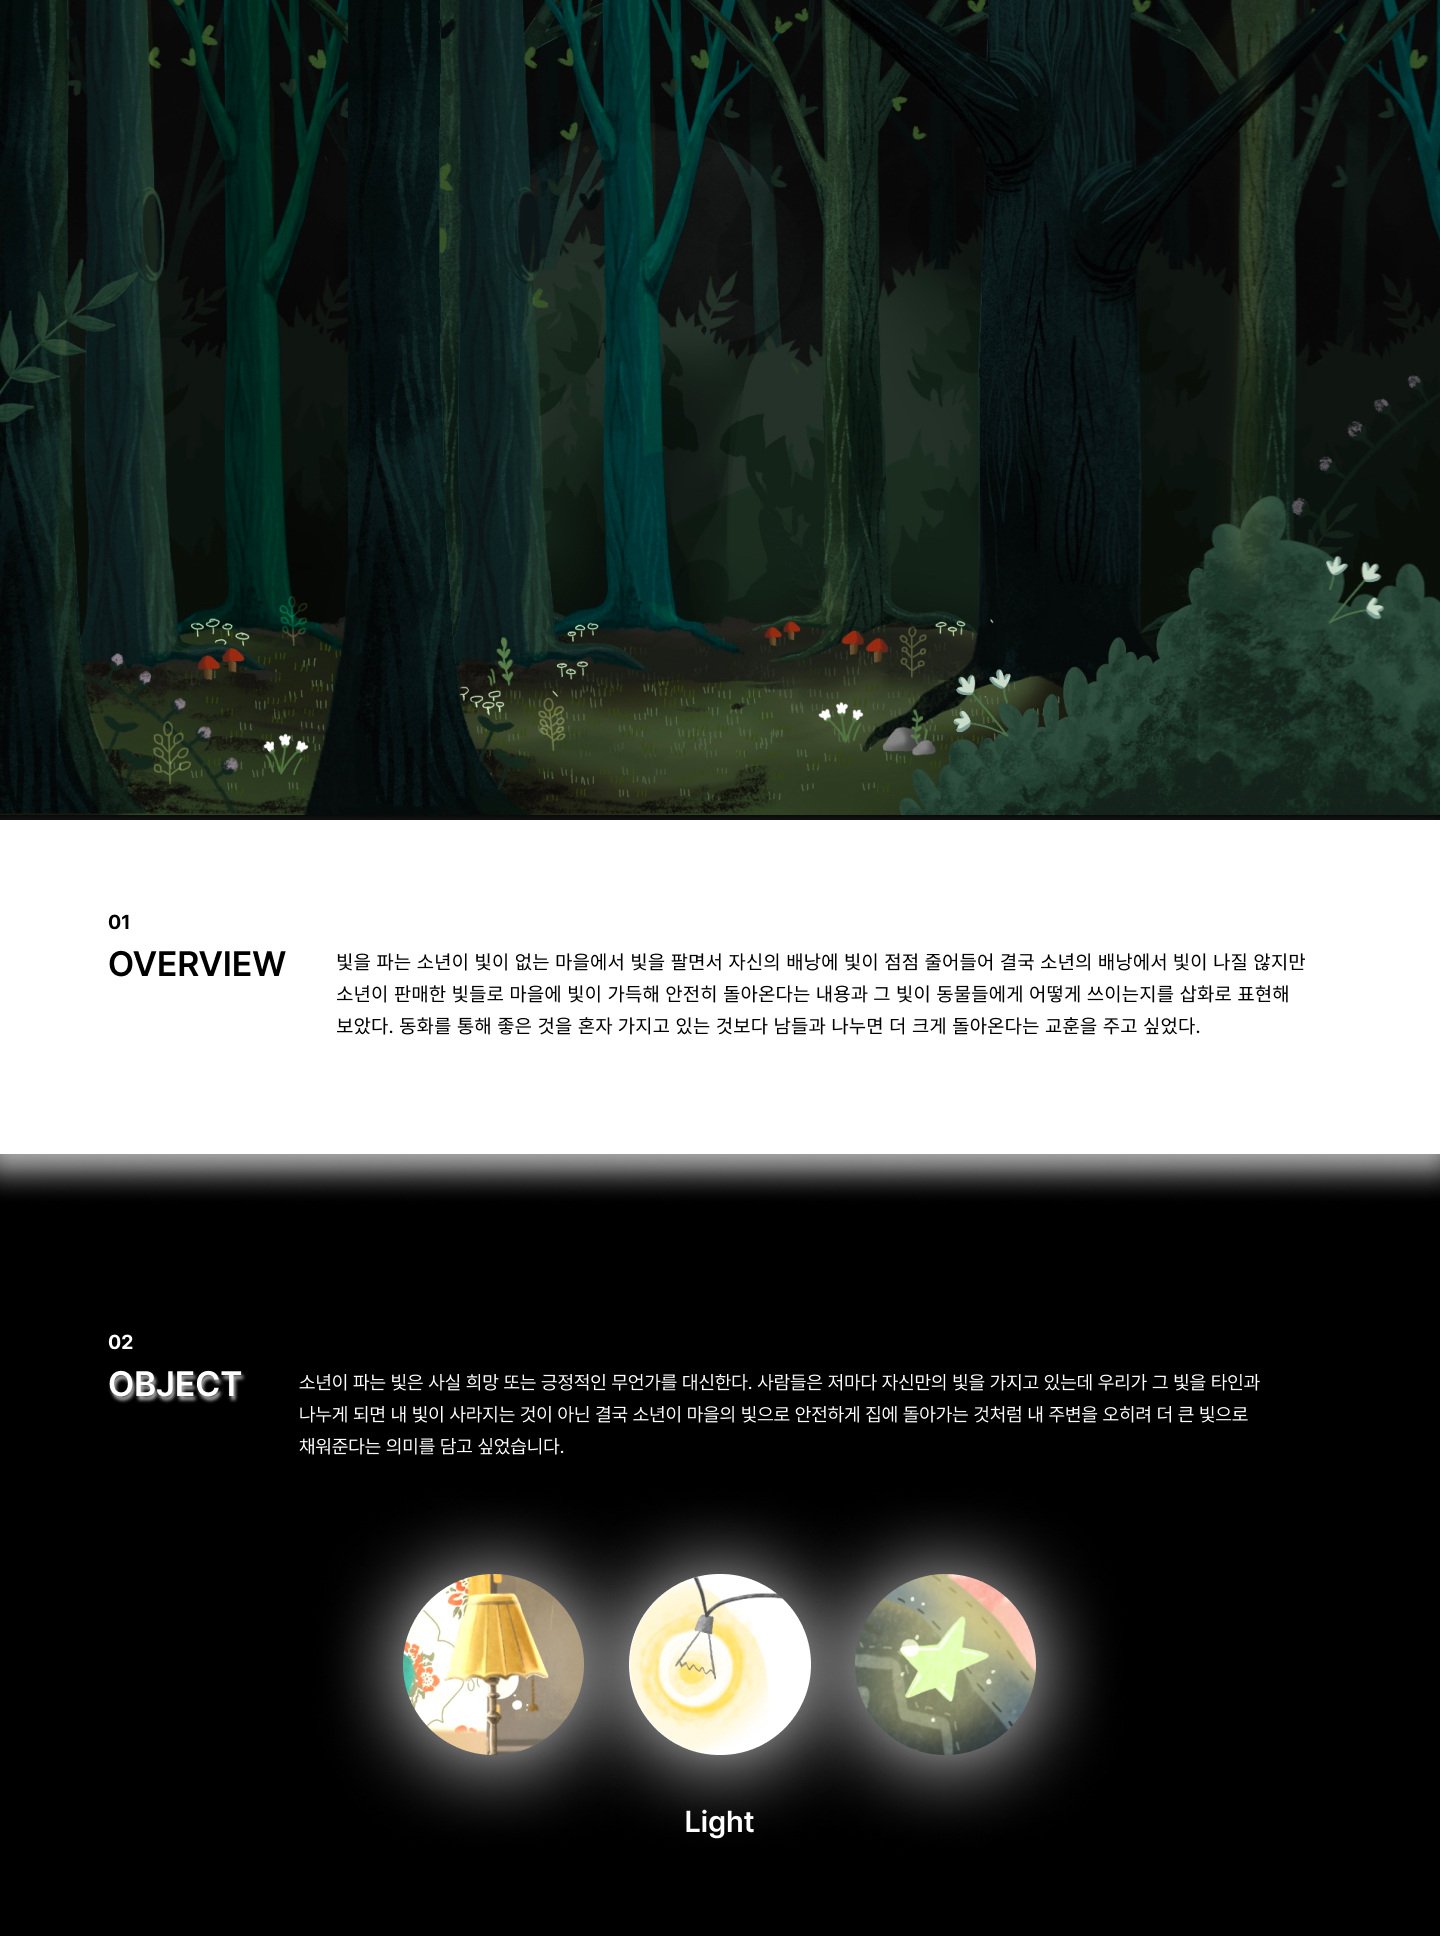 01
OVERVIEW
빛을 파는 소년이 빛이 없는 마을에서 빛을 팔면서 자신의 배낭에 빛이 점점 줄어들어 결국 소년의 배낭에서 빛이 나질 않지만
소년이 판매한 빛들로 마을에 빛이 가득해 안전히 돌아온다는 내용과 그 빛이 동물들에게 어떻게 쓰이는지를 삽화로 표현해
보았다. 동화를 통해 좋은 것을 혼자 가지고 있는 것보다 남들과 나누면 더 크게 돌아온다는 교훈을 주고 싶었다.
02
OBJECT
소년이 파는 빛은 사실 희망 또는 긍정적인 무언가를 대신한다. 사람들은 저마다 자신만의 빛을 가지고 있는데 우리가 그 빛을 타인과
나누게 되면 내 빛이 사라지는 것이 아닌 결국 소년이 마을의 빛으로 안전하게 집에 돌아가는 것처럼 내 주변을 오히려 더 큰 빛으로
채워준다는 의미를 담고 싶었습니다.
Light